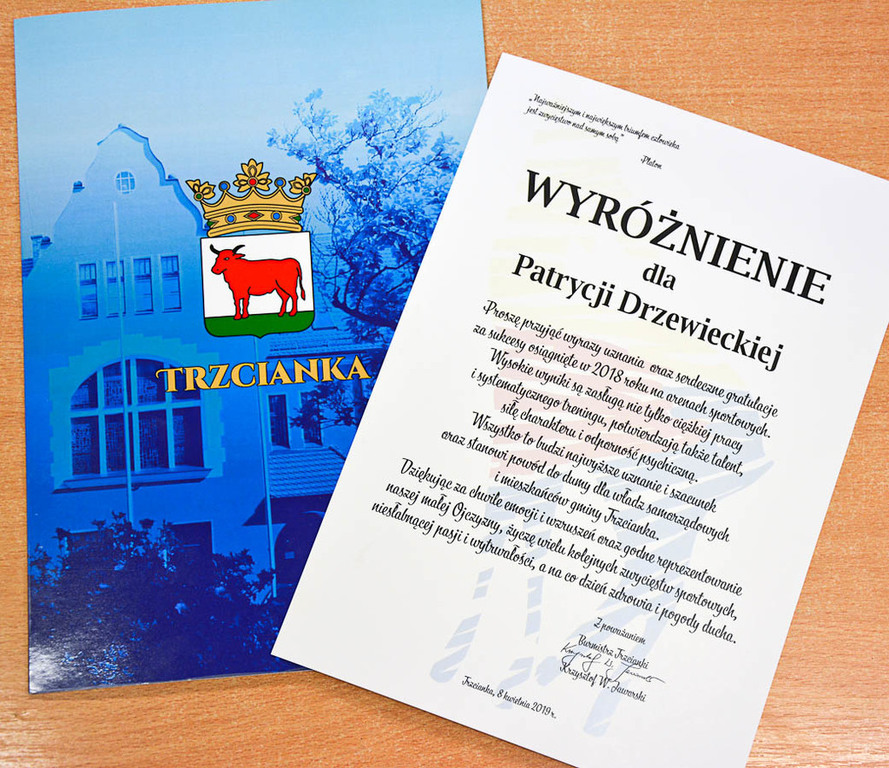 TRZCIANKA
„Najważniejszym i największym triumfem człowieka
jest zwycięstwo nad samym sobą"
-Platon
WYRÓŻNIENIE
dla
Patrycji Drzewieckiej
Proszę przyjąć wyrazy uznania oraz serdeczne gratulacje
za sukcesy osiągnięte w 2018 roku na arenach sportowych.
Wysokie wyniki są zasługą nie tylko ciężkiej pracy
i systematycznego treningu, potwierdzają także talent,
siłę charakteru i odporność psychiczną.
Wszystko to budzi najwyższe uznanie i szacunek
oraz stanowi powód do dumy dla władz samorządowych
i mieszkańców gminy Trzcianka.
Dziękując za chwile emocji i wzruszeń oraz godne reprezentowanie
naszej małej Ojczyzny, życzę wielu kolejnych zwycięstw sportowych,
niesłabnącej pasji i wytrwałości, a na co dzień zdrowia i pogody ducha.
Z poważaniem
Burmistrz Trzcianki
Krzysztof W. Jaworski
Trzcianka, 8 kwietnia 2019 r.